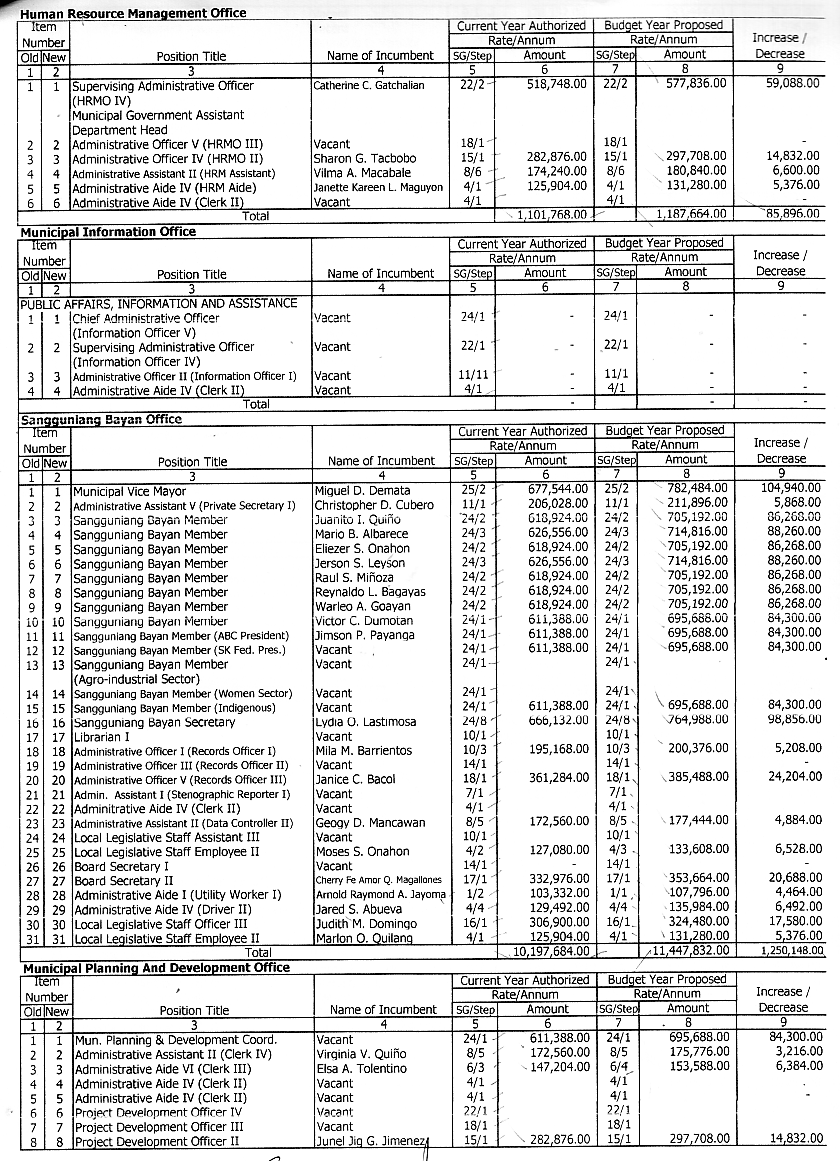 Human Resource Management Office
Item Number Current Year Authorized Budget Year Proposed Increase / Decrease
Rate/Annum Rate/Annum
Old New Position Title Name of Incumbent SG/Step Amount SG/Step Amount
1 2 3 4 5 6 7 8 9
1 1 Supervising Administrative Officer Catherine C. Gatchalian 22/2 518,748.00 22/2 577,836.00 59,088.00
(HRMO IV)
Municipal Government Assistant
Department Head
2 2 Administrative Officer V (HRMO III) Vacant 18/1 18/1 -
3 3 Administrative Officer IV (HRMO II) Sharon G. Tacbobo 15/1 282,876.00 15/1 297,708.00 14,832.00
4 4 Administrative Assistant II (HRM Assistant) Vilma A. Macabale 8/6 174,240.00 8/6 180,840.00 6,600.00
5 5 Administrative Aide IV (HRM Aide) Janette Kareen L. Maguyon 4/1 125,904.00 4/1 131,280.00 5,376.00
6 6 Administrative Aide IV (Clerk II) Vacant 4/1 4/1 -
Total 1,101,768.00 1,187,664.00 85,896.00
Municipal Information Office
Item Number Current Year Authorized Budget Year Proposed Increase / Decrease
Rate/Annum Rate/Annum
Old New Position Title Name of Incumbent SG/Step Amount SG/Step Amount
1 2 3 4 5 6 7 8 9
PUBLIC AFFAIRS, INFORMATION AND ASSISTANCE
1 1 Chief Administrative Officer Vacant 24/1 - 24/1 - -
(Information Officer V)
2 2 Supervising Administrative Officer Vacant 22/1 - 22/1 - -
(Information Officer IV)
3 3 Administrative Officer II (Information Officer I) Vacant 11/11 - 11/1 - -
4 4 Administrative Aide IV (Clerk II) Vacant 4/1 - 4/1 - -
Total - - -
Sangguniang Bayan Office
Item Number Current Year Authorized Budget Year Proposed Increase / Decrease
Rate/Annum Rate/Annum
Old New Position Title Name of Incumbent SG/Step Amount SG/Step Amount
1 2 3 4 5 6 7 8 9
1 1 Municipal Vice Mayor Miguel D. Demata 25/2 677,544.00 25/2 782,484.00 104,940.00
2 2 Administrative Assistant V (Private Secretary I) Christopher D. Cubero 11/1 206,028.00 11/1 211,896.00 5,868.00
3 3 Sangguniang Bayan Member Juanito I. Quiño 24/2 618,924.00 24/2 705,192.00 86,268.00
4 4 Sangguniang Bayan Member Mario B. Albarece 24/3 626,556.00 24/3 714,816.00 88,260.00
5 5 Sangguniang Bayan Member Eliezer S. Onahon 24/2 618,924.00 24/2 705,192.00 86,268.00
6 6 Sangguniang Bayan Member Jerson S. Leyson 24/3 626,556.00 24/3 714,816.00 88,260.00
7 7 Sangguniang Bayan Member Raul S. Miñoza 24/2 618,924.00 24/2 705,192.00 86,268.00
8 8 Sangguniang Bayan Member Reynaldo L. Bagayas 24/2 618,924.00 24/2 705,192.00 86,268.00
9 9 Sangguniang Bayan Member Warleo A. Goayan 24/2 618,924.00 24/2 705,192.00 86,268.00
10 10 Sangguniang Bayan Member Victor C. Dumotan 24/1 611,388.00 24/1 695,688.00 84,300.00
11 11 Sangguniang Bayan Member (ABC President) Jimson P. Payanga 24/1 611,388.00 24/1 695,688.00 84,300.00
12 12 Sangguniang Bayan Member (SK Fed. Pres.) Vacant 24/1 611,388.00 24/1 695,688.00 84,300.00
13 13 Sangguniang Bayan Member Vacant 24/1 24/1
(Agro-industrial Sector)
14 14 Sangguniang Bayan Member (Women Sector) Vacant 24/1 24/1
15 15 Sangguniang Bayan Member (Indigenous) Vacant 24/1 611,388.00 24/1 695,688.00 84,300.00
16 16 Sangguniang Bayan Secretary Lydia O. Lastimosa 24/8 666,132.00 24/8 764,988.00 98,856.00
17 17 Librarian I Vacant 10/1 10/1
18 18 Administrative Officer I (Records Officer I) Mila M. Barrientos 10/3 195,168.00 10/3 200,376.00 5,208.00
19 19 Administrative Officer III (Records Officer II) Vacant 14/1 14/1 -
20 20 Administrative Officer V (Records Officer III) Janice C. Bacol 18/1 361,284.00 18/1 385,488.00 24,204.00
21 21 Admin. Assistant I (Stenographic Reporter I) Vacant 7/1 7/1
22 22 Adminitrative Aide IV (Clerk II) Vacant 4/1 4/1
23 23 Administrative Assistant II (Data Controller II) Geogy D. Mancawan 8/5 172,560.00 8/5 177,444.00 4,884.00
24 24 Local Legislative Staff Assistant III Vacant 10/1 10/1
25 25 Local Legislative Staff Employee II Moses S. Onahon 4/2 127,080.00 4/3 133,608.00 6,528.00
26 26 Board Secretary I Vacant 14/1 - 14/1 -
27 27 Board Secretary II Cherry Fe Amor Q. Magallones 17/1 332,976.00 17/1 353,664.00 20,688.00
28 28 Administrative Aide I (Utility Worker I) Arnold Raymond A. Jayoma 1/2 103,332.00 1/1 107,796.00 4,464.00
29 29 Administrative Aide IV (Driver II) Jared S. Abueva 4/4 129,492.00 4/4 135,984.00 6,492.00
30 30 Local Legislative Staff Officer III Judith M. Domingo 16/1 306,900.00 16/1 324,480.00 17,580.00
31 31 Local Legislative Staff Employee II Marlon O. Quilang 4/1 125,904.00 4/1 131,280.00 5,376.00
Total 10,197,684.00 11,447,832.00 1,250,148.00
Municipal Planning And Development Office
Item Number Current Year Authorized Budget Year Proposed Increase / Decrease
Rate/Annum Rate/Annum
Old New Position Title Name of Incumbent SG/Step Amount SG/Step Amount
1 2 3 4 5 6 7 8 9
1 1 Mun. Planning & Development Coord. Vacant 24/1 611,388.00 24/1 695,688.00 84,300.00
2 2 Administrative Assistant II (Clerk IV) Virginia V. Quiño 8/5 172,560.00 8/5 175,776.00 3,216.00
3 3 Administrative Aide VI (Clerk III) Elsa A. Tolentino 6/3 147,204.00 6/4 153,588.00 6,384.00
4 4 Administrative Aide IV (Clerk II) Vacant 4/1 4/1
5 5 Administrative Aide IV (Clerk II) Vacant 4/1 4/1 -
6 6 Project Development Officer IV Vacant 22/1 22/1
7 7 Project Development Officer III Vacant 18/1 18/1
8 8 Project Development Officer II Junel Jig G. Jimenez 15/1 282,876.00 15/1 297,708.00 14,832.00